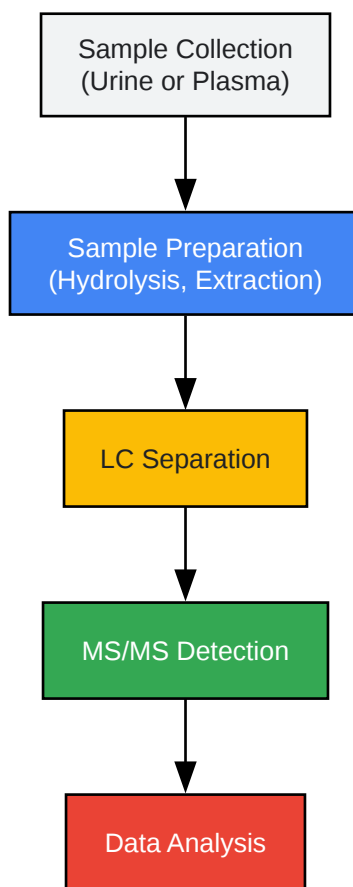 Sample Collection
(Urine or Plasma)
Sample Preparation
(Hydrolysis, Extraction)
LC Separation
MS/MS Detection
Data Analysis